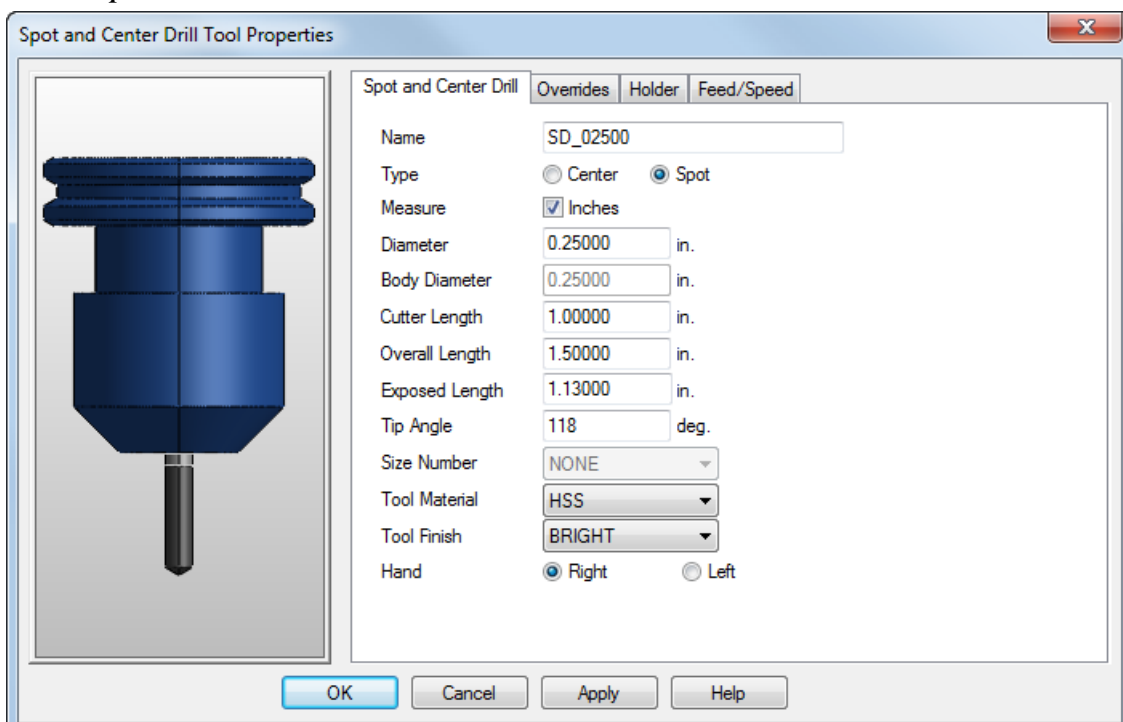 Spot and Center Drill Tool Properties
Spot and Center Drill Overrides Holder Feed/Speed
Name SD_02500
Type Center Spot
Measure Inches
Diameter 0.25000 in.
Body Diameter 0.25000 in.
Cutter Length 1.00000 in.
Overall Length 1.50000 in.
Exposed Length 1.13000 in.
Tip Angle 118 deg.
Size Number NONE
Tool Material HSS
Tool Finish BRIGHT
Hand Right Left
OK Cancel Apply Help